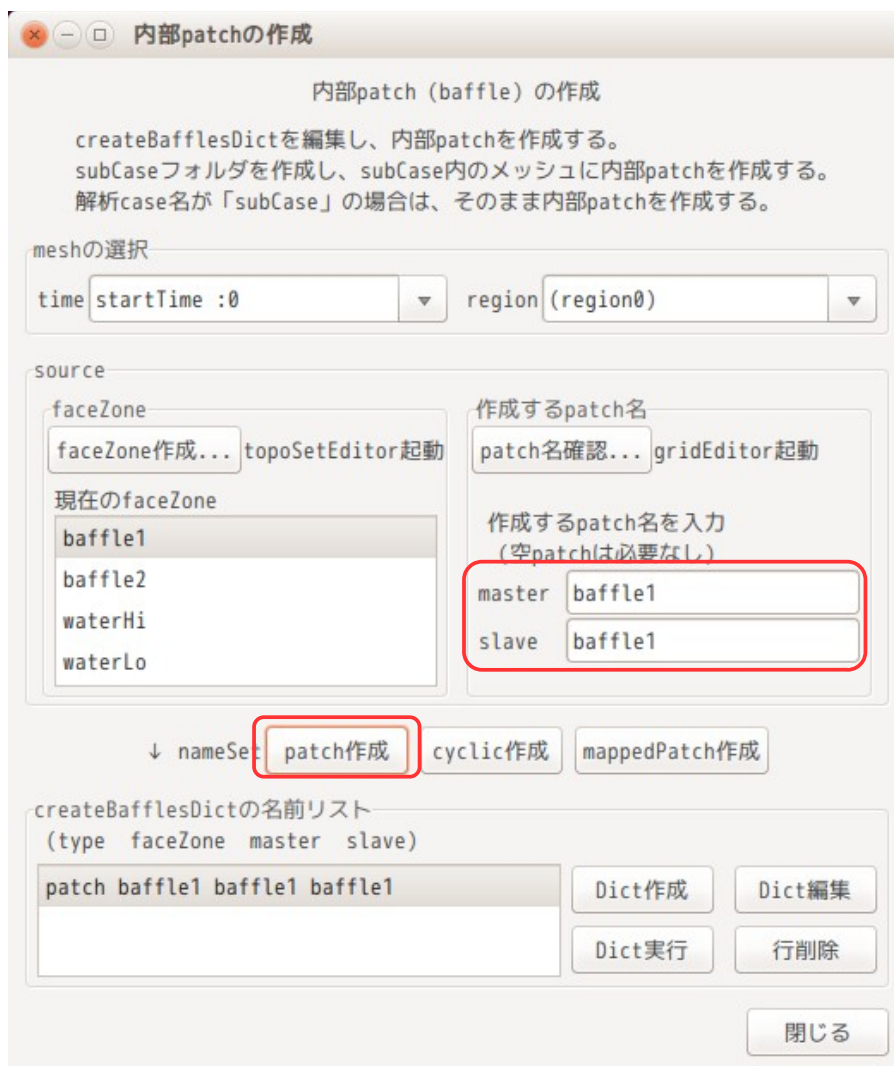 内部patchの作成
内部patch (baffle) の作成
createBafflesDictを編集し、内部patchを作成する。
subCaseフォルダを作成し、subCase内のメッシュに内部patchを作成する。
解析case名が「subCase」の場合は、そのまま内部patchを作成する。
meshの選択
time startTime :0 region (region0)
source
faceZone
faceZone作成... topoSetEditor起動
現在のfaceZone
baffle1
baffle2
waterHi
waterLo
作成するpatch名
patch名確認... gridEditor起動
作成するpatch名を入力
(空patchは必要なし)
master baffle1
slave baffle1
↓ nameSet patch作成 cyclic作成 mappedPatch作成
createBafflesDictの名前リスト
(type faceZone master slave)
patch baffle1 baffle1 baffle1
Dict作成 Dict編集
Dict実行 行削除
閉じる